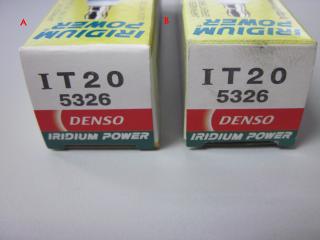 A
B
IRIDIUM
POWER
IT20
5326
DENSO
IRIDIUM POWER
IRIDIUM
POWER
IT20
5326
DENSO
IRIDIUM POWER